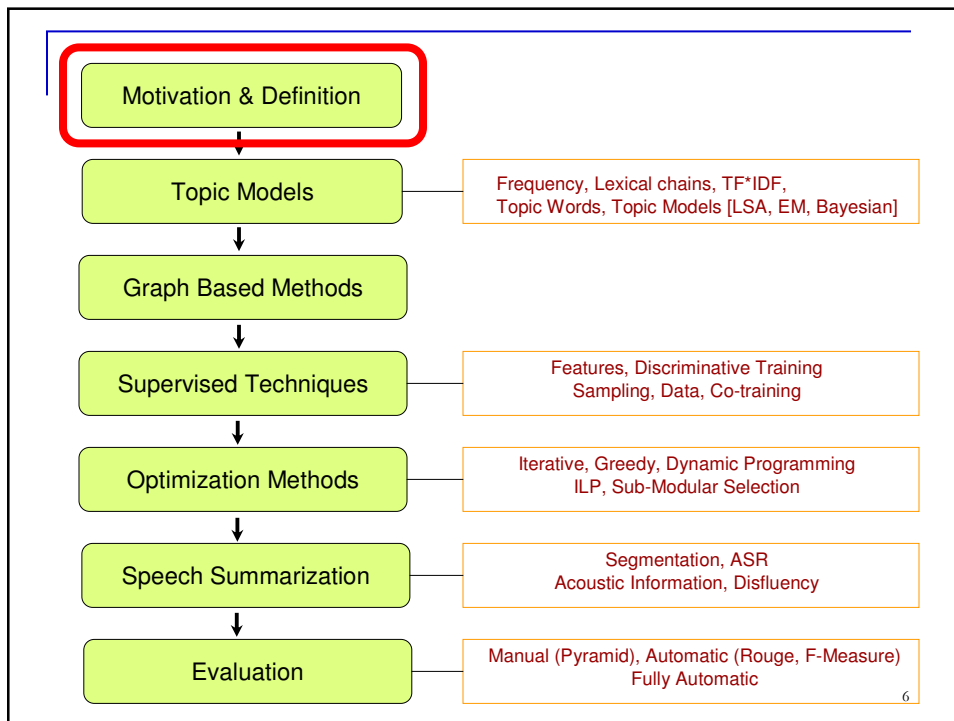 Motivation & Definition
Topic Models
Frequency, Lexical chains, TF*IDF,
Topic Words, Topic Models [LSA, EM, Bayesian]
Graph Based Methods
Supervised Techniques
Features, Discriminative Training
Sampling, Data, Co-training
Optimization Methods
Iterative, Greedy, Dynamic Programming
ILP, Sub-Modular Selection
Speech Summarization
Segmentation, ASR
Acoustic Information, Disfluency
Evaluation
Manual (Pyramid), Automatic (Rouge, F-Measure)
Fully Automatic
6